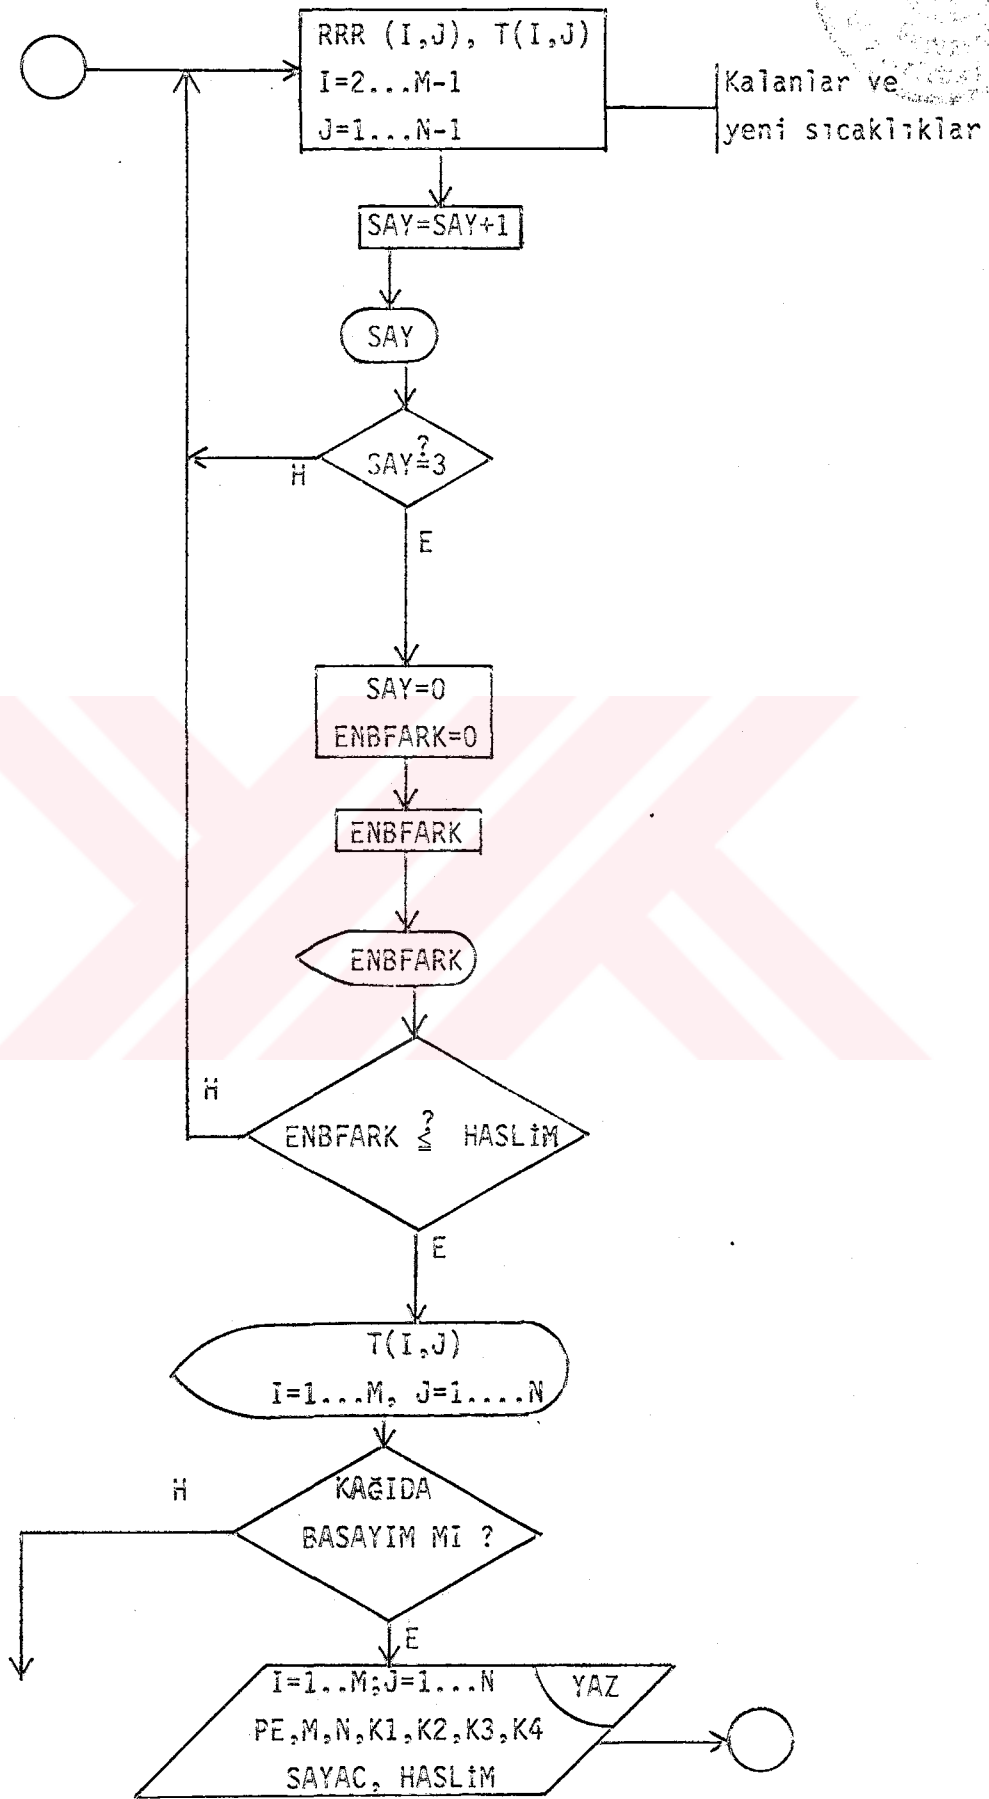 RRR (I,J), T(I,J)
I=2...M-1
J=1...N-1
Kalanlar ve
yeni sıcaklıklar
SAY=SAY+1
SAY
?
SAY=3
H
E
SAY=0
ENBFARK=0
ENBFARK
ENBFARK
H
?
ENBFARK ≦ HASLİM
E
T(I,J)
I=1...M, J=1....N
H
KAĞIDA
BASAYIM MI ?
E
I=1..M;J=1...N
YAZ
PE,M,N,K1,K2,K3,K4
SAYAC, HASLİM